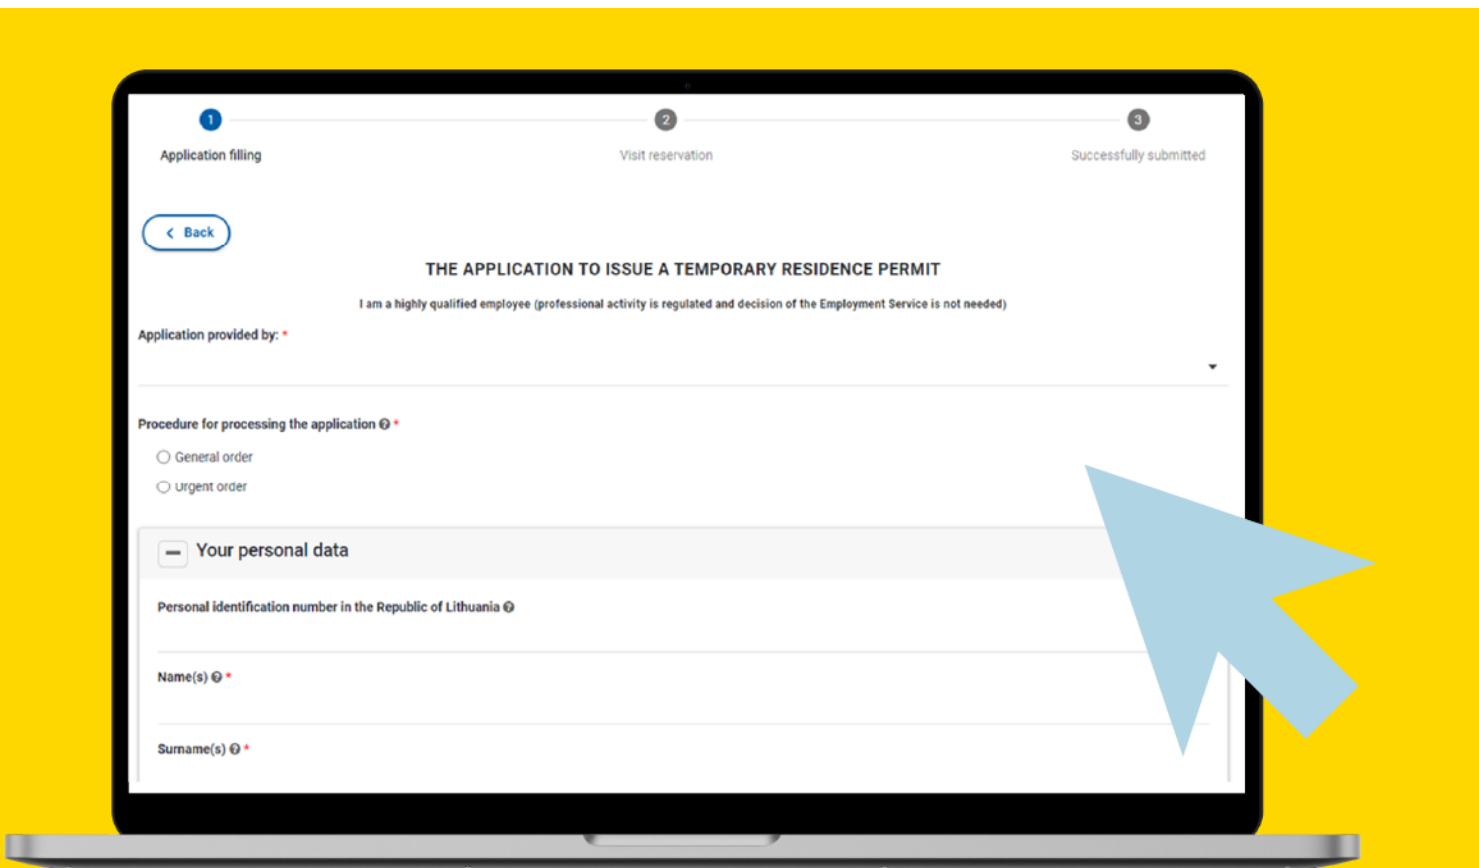 1
2
3
Application filling
Visit reservation
Successfully submitted
Back
THE APPLICATION TO ISSUE A TEMPORARY RESIDENCE PERMIT
I am a highly qualified employee (professional activity is regulated and decision of the Employment Service is not needed)
Application provided by: *
Procedure for processing the application ? *
General order
Urgent order
Your personal data
Personal identification number in the Republic of Lithuania ?
Name(s) ? *
Surname(s) ? *